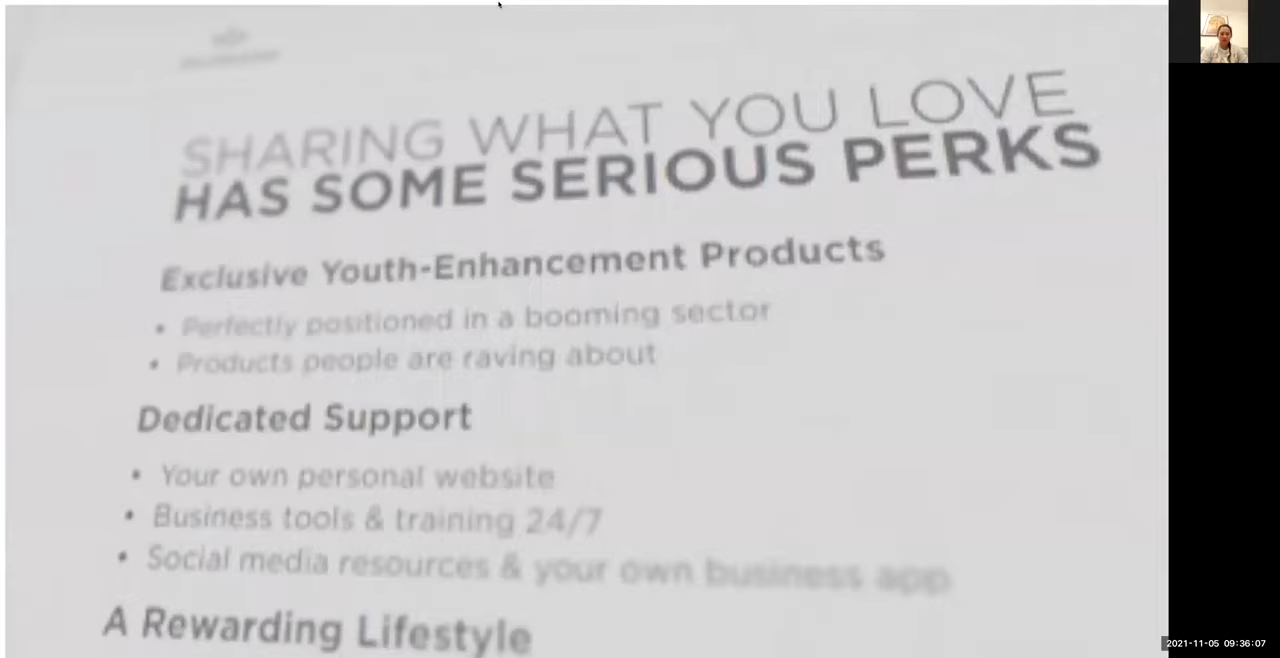 SHARING WHAT YOU LOVE
HAS SOME SERIOUS PERKS
Exclusive Youth-Enhancement Products
• Perfectly positioned in a booming sector
• Products people are raving about
Dedicated Support
• Your own personal website
• Business tools & training 24/7
• Social media resources & your own business app
A Rewarding Lifestyle
2021-11-05 09:36:07